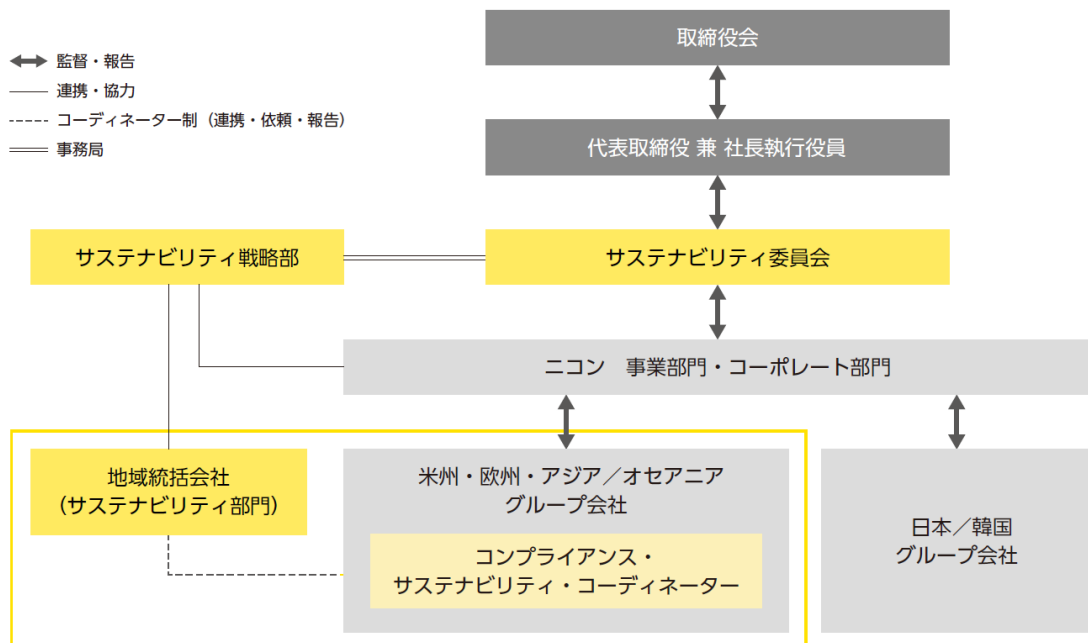 取締役会
監督・報告
連携・協力
コーディネーター制（連携・依頼・報告）
事務局
代表取締役 兼 社長執行役員
サステナビリティ戦略部
サステナビリティ委員会
ニコン　事業部門・コーポレート部門
地域統括会社
（サステナビリティ部門）
米州・欧州・アジア／オセアニア
グループ会社
コンプライアンス・
サステナビリティ・コーディネーター
日本／韓国
グループ会社